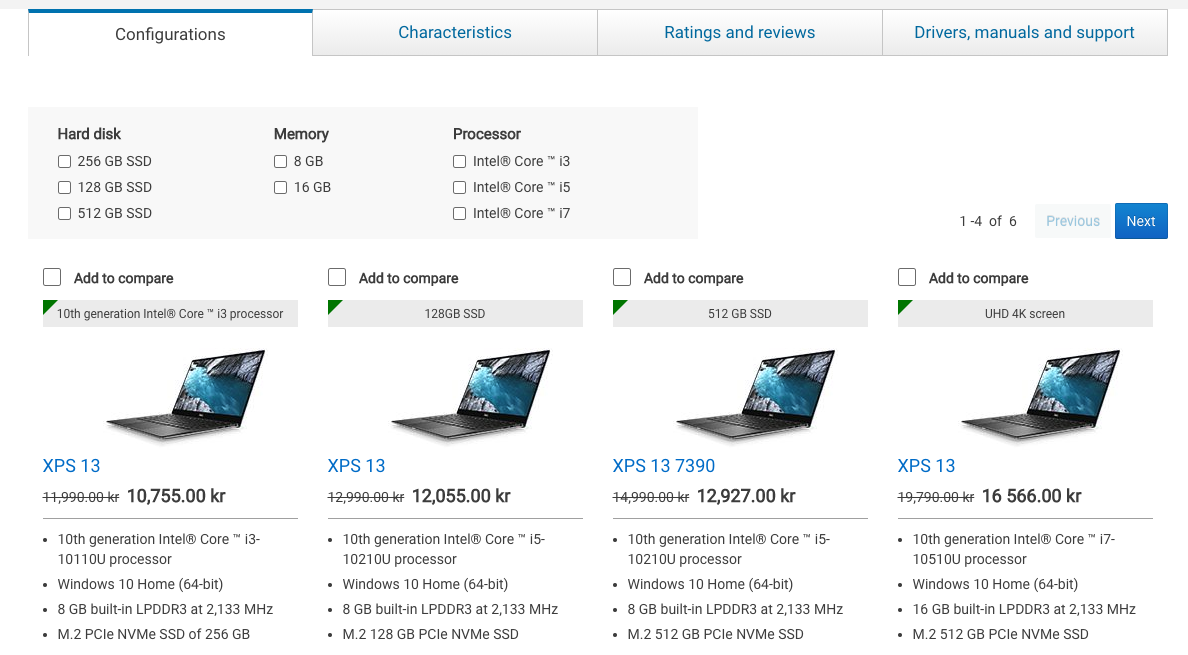 Configurations
Characteristics
Ratings and reviews
Drivers, manuals and support
Hard disk
256 GB SSD
128 GB SSD
512 GB SSD
Memory
8 GB
16 GB
Processor
Intel® Core ™ i3
Intel® Core ™ i5
Intel® Core ™ i7
1 -4 of 6
Previous
Next
Add to compare
10th generation Intel® Core ™ i3 processor
XPS 13
11,990.00 kr 10,755.00 kr
• 10th generation Intel® Core ™ i3-
10110U processor
• Windows 10 Home (64-bit)
• 8 GB built-in LPDDR3 at 2,133 MHz
• M.2 PCIe NVMe SSD of 256 GB
Add to compare
128GB SSD
XPS 13
12,990.00 kr 12,055.00 kr
• 10th generation Intel® Core ™ i5-
10210U processor
• Windows 10 Home (64-bit)
• 8 GB built-in LPDDR3 at 2,133 MHz
• M.2 128 GB PCIe NVMe SSD
Add to compare
512 GB SSD
XPS 13 7390
14,990.00 kr 12,927.00 kr
• 10th generation Intel® Core ™ i5-
10210U processor
• Windows 10 Home (64-bit)
• 8 GB built-in LPDDR3 at 2,133 MHz
• M.2 512 GB PCIe NVMe SSD
Add to compare
UHD 4K screen
XPS 13
19,790.00 kr 16 566.00 kr
• 10th generation Intel® Core ™ i7-
10510U processor
• Windows 10 Home (64-bit)
• 16 GB built-in LPDDR3 at 2,133 MHz
• M.2 512 GB PCIe NVMe SSD